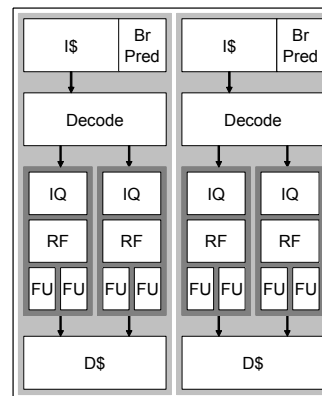 I$ Br Pred I$ Br Pred
Decode Decode
IQ IQ IQ IQ
RF RF RF RF
FU FU FU FU FU FU FU FU
D$ D$